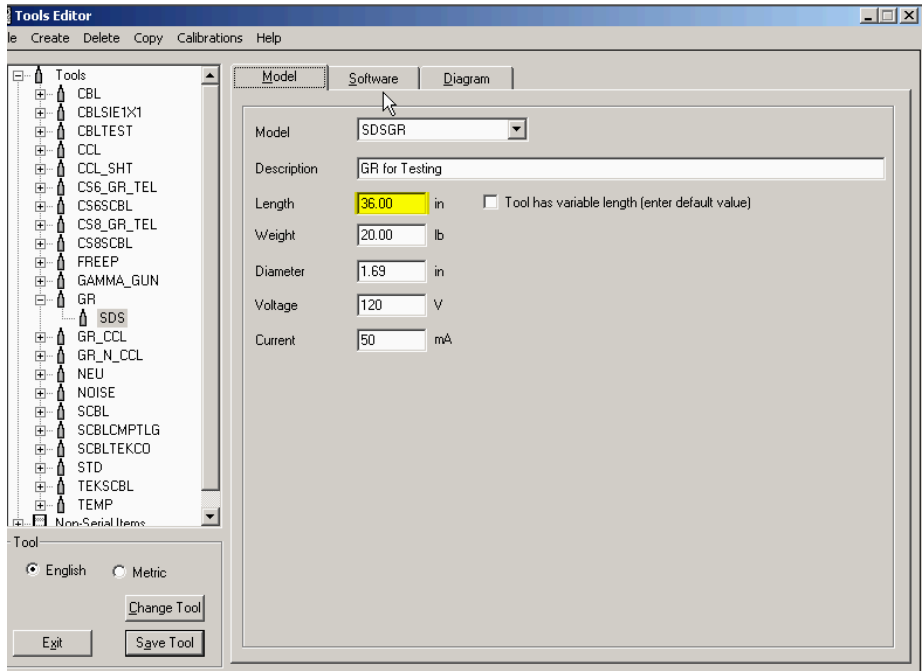 Tools Editor
le Create Delete Copy Calibrations Help
Tools
CBL
CBLSIE1X1
CBLTEST
CCL
CCL_SHT
CS6_GR_TEL
CS6SCBL
CS8_GR_TEL
CS8SCBL
FREEP
GAMMA_GUN
GR
SDS
GR_CCL
GR_N_CCL
NEU
NOISE
SCBL
SCBLCMPTLG
SCBLTEKCO
STD
TEKSCBL
TEMP
Non-Serial Items
Tool
English Metric
Change Tool
Exit Save Tool
Model Software Diagram
Model SDSGR
Description GR for Testing
Length 36.00 in Tool has variable length (enter default value)
Weight 20.00 lb
Diameter 1.69 in
Voltage 120 V
Current 50 mA